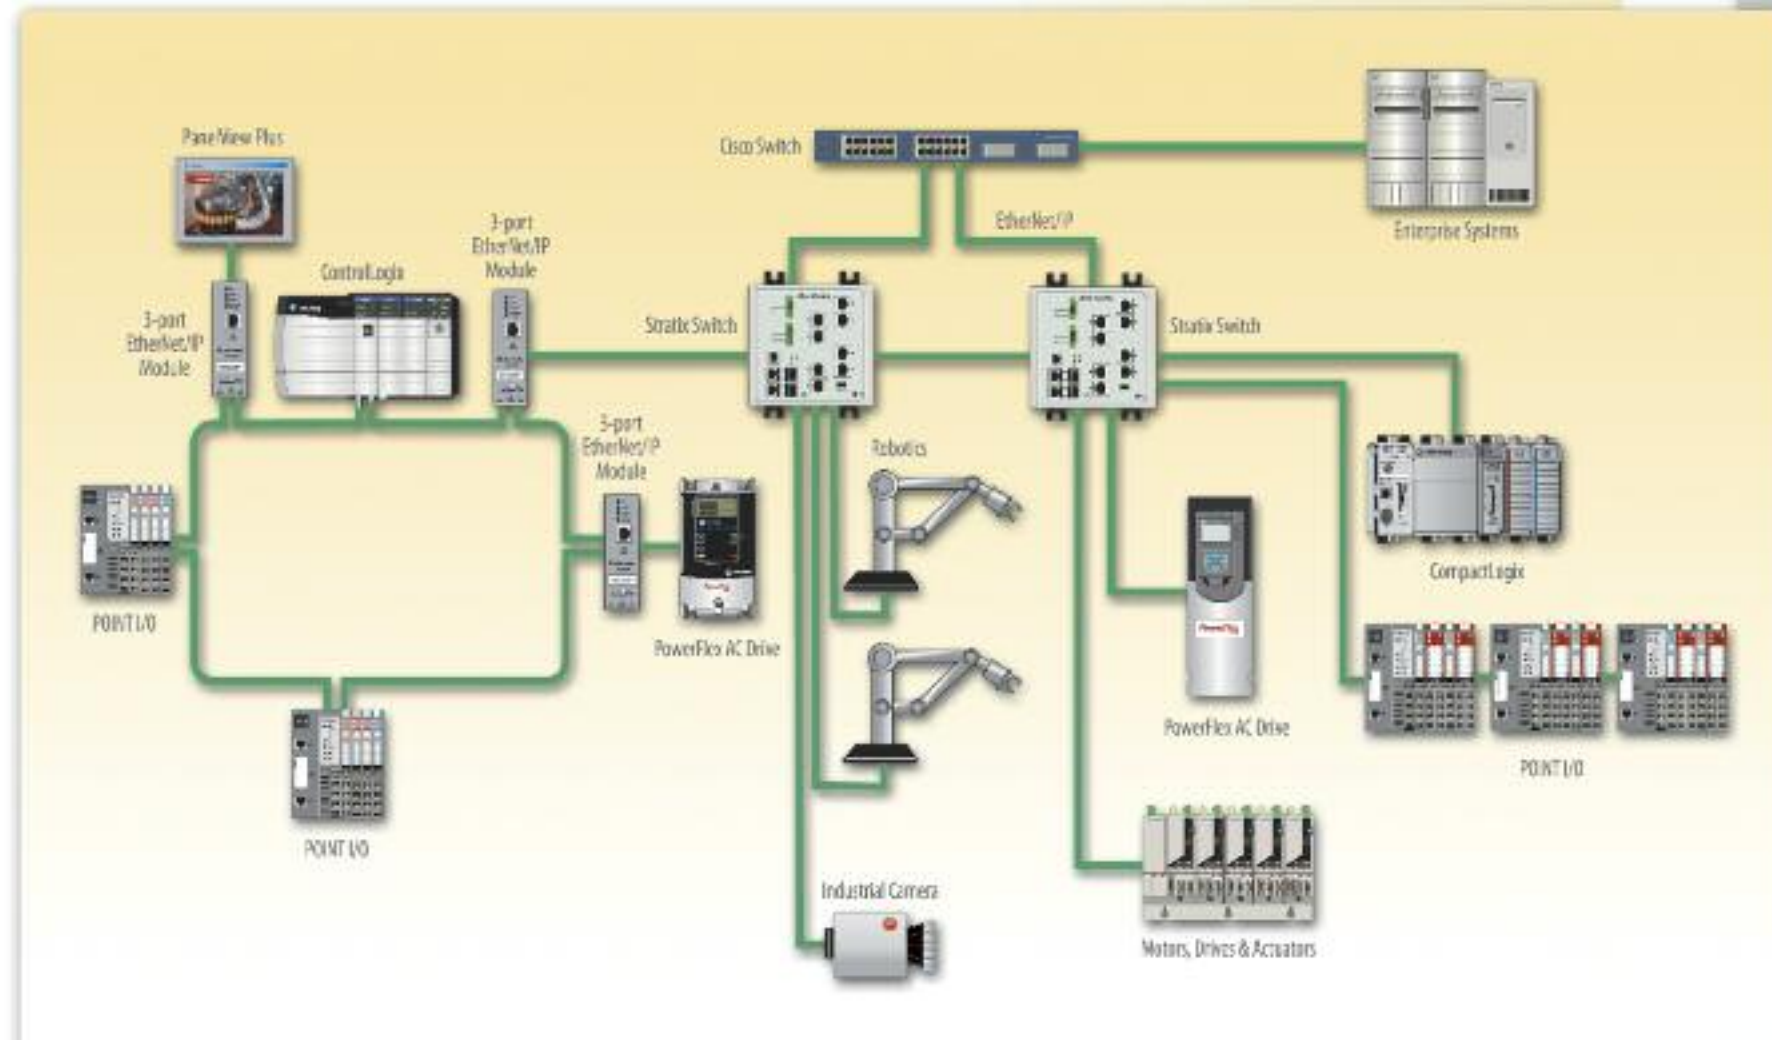 PanelView Plus
Cisco Switch
EtherNet/IP
Enterprise Systems
3-port
EtherNet/IP
Module
ControlLogix
3-port
EtherNet/IP
Module
Stratix Switch
Stratix Switch
3-port
EtherNet/IP
Module
Robotics
CompactLogix
POINT I/O
PowerFlex AC Drive
PowerFlex AC Drive
POINT I/O
POINT I/O
Industrial Camera
Motors, Drives & Actuators